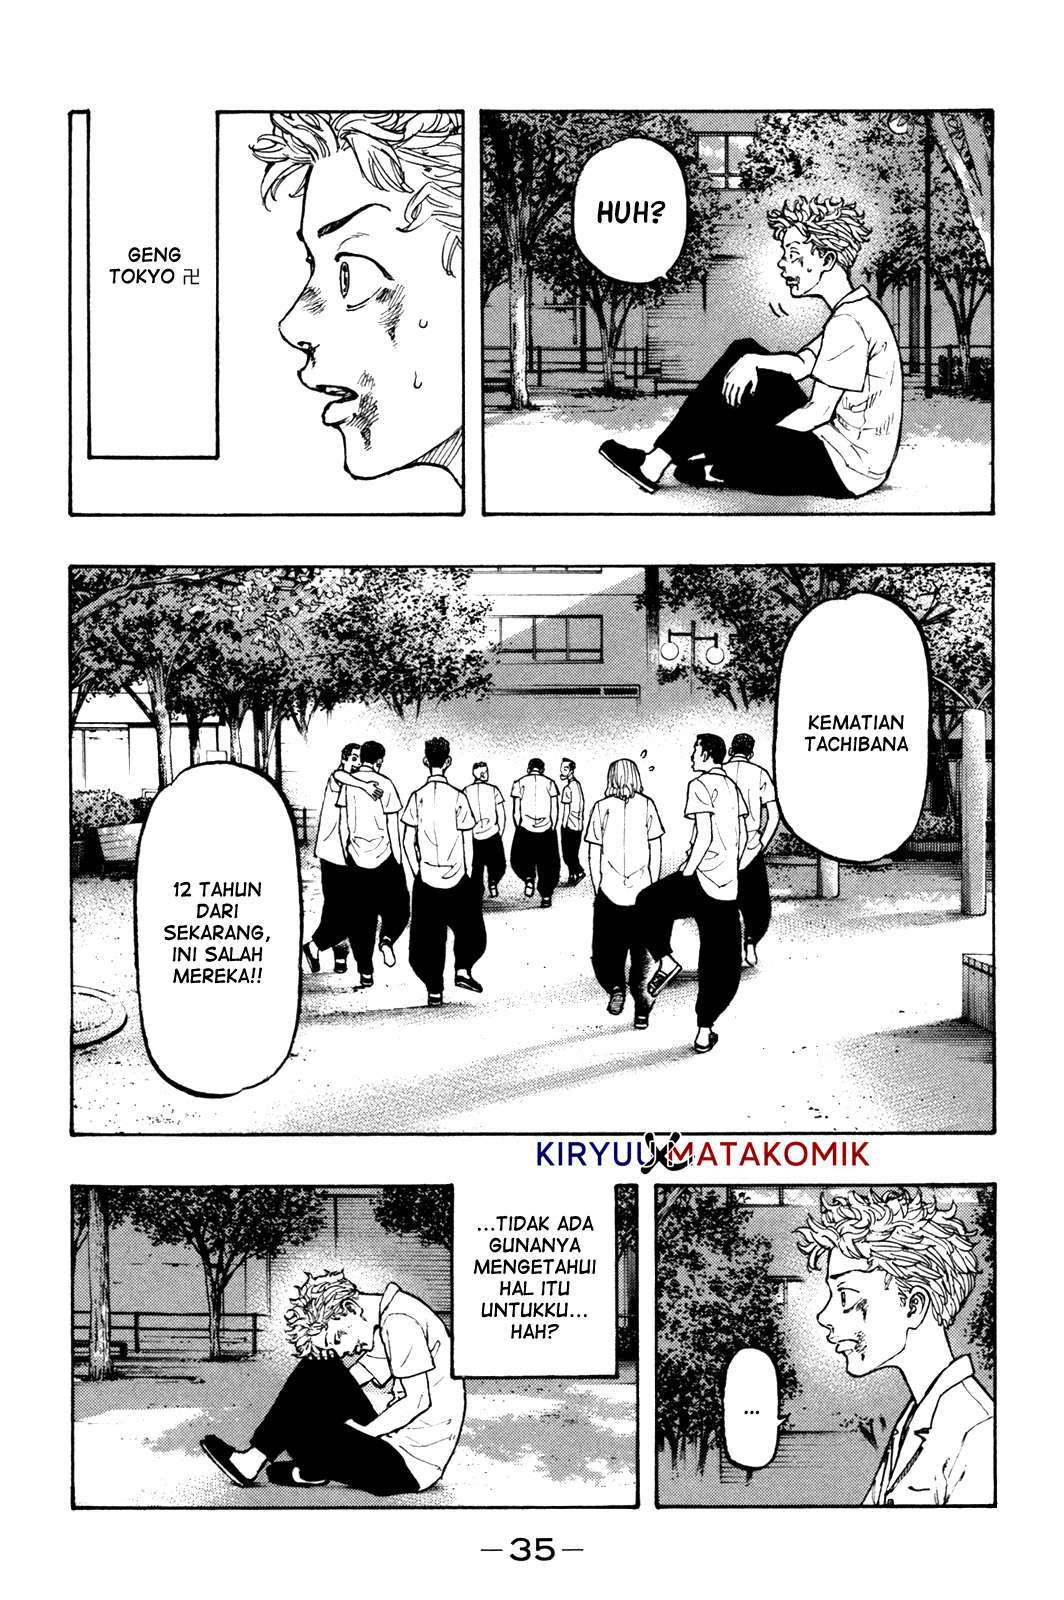 HUH?
GENG
TOKYO 卍
KEMATIAN
TACHIBANA
12 TAHUN
DARI
SEKARANG,
INI SALAH
MEREKA!!
KIRYUU X MATAKOMIK
...
...TIDAK ADA
GUNANYA
MENGETAHUI
HAL ITU
UNTUKKU...
HAH?
—35—